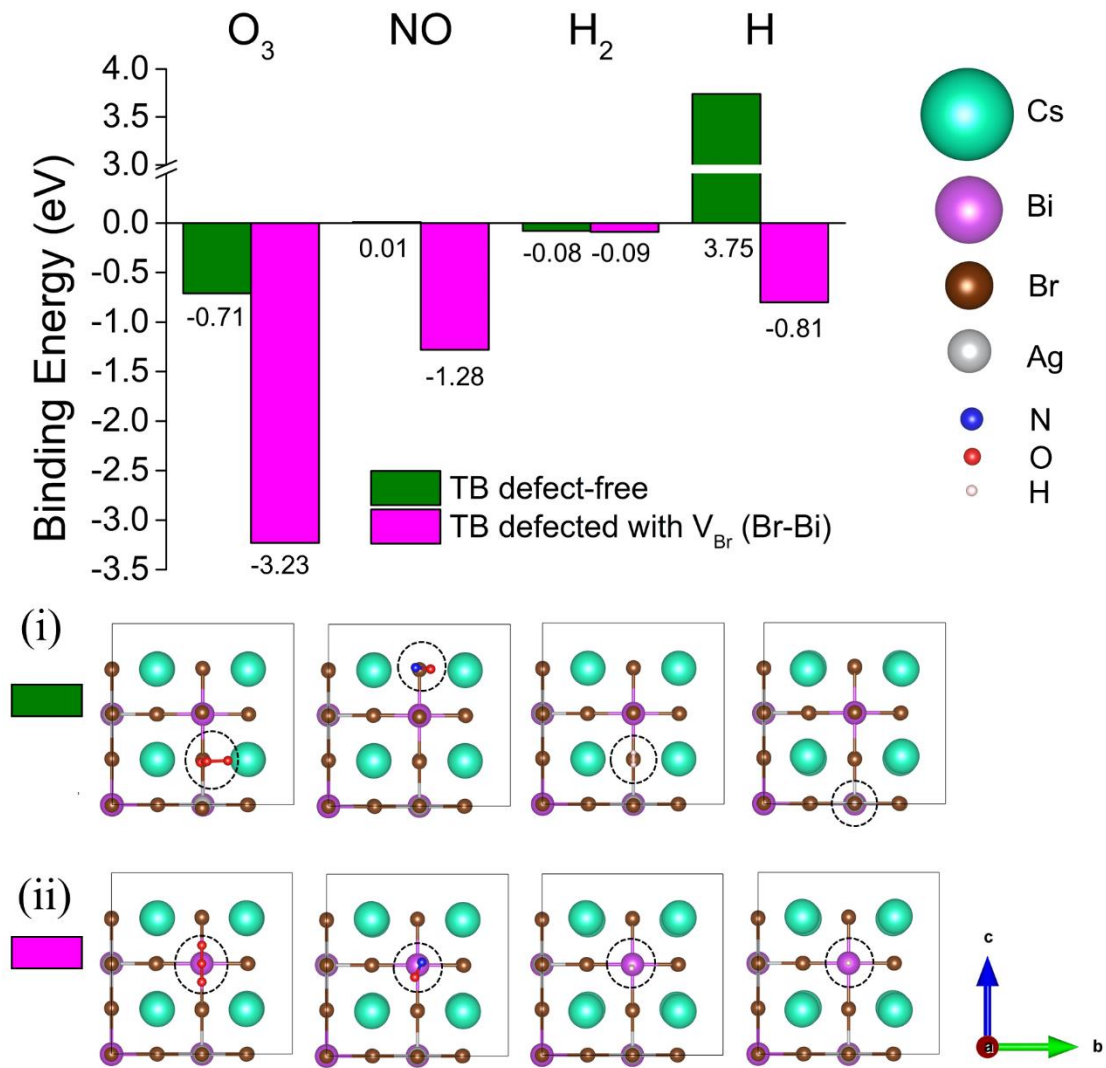 O3 NO H2 H
Binding Energy (eV)
4.0
3.5
3.0
0.0
-0.5
-1.0
-1.5
-2.0
-2.5
-3.0
-3.5
-0.71
-3.23
0.01
-1.28
-0.08
-0.09
3.75
-0.81
TB defect-free
TB defected with VBr (Br-Bi)
Cs
Bi
Br
Ag
N
O
H
(i)
(ii)
c
a
b